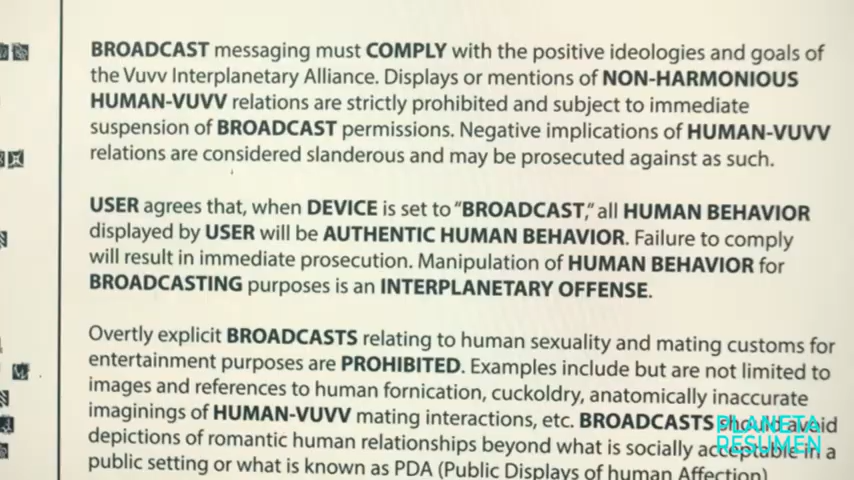 BROADCAST messaging must COMPLY with the positive ideologies and goals of
the Vuvv Interplanetary Alliance. Displays or mentions of NON-HARMONIOUS
HUMAN-VUVV relations are strictly prohibited and subject to immediate
suspension of BROADCAST permissions. Negative implications of HUMAN-VUVV
relations are considered slanderous and may be prosecuted against as such.
USER agrees that, when DEVICE is set to "BROADCAST," all HUMAN BEHAVIOR
displayed by USER will be AUTHENTIC HUMAN BEHAVIOR. Failure to comply
will result in immediate prosecution. Manipulation of HUMAN BEHAVIOR for
BROADCASTING purposes is an INTERPLANETARY OFFENSE.
Overtly explicit BROADCASTS relating to human sexuality and mating customs for
entertainment purposes are PROHIBITED. Examples include but are not limited to
images and references to human fornication, cuckoldry, anatomically inaccurate
imaginings of HUMAN-VUVV mating interactions, etc. BROADCASTS should avoid
depictions of romantic human relationships beyond what is socially acceptable in a
public setting or what is known as PDA (Public Displays of human Affection)
PLANETA
RESUMEN